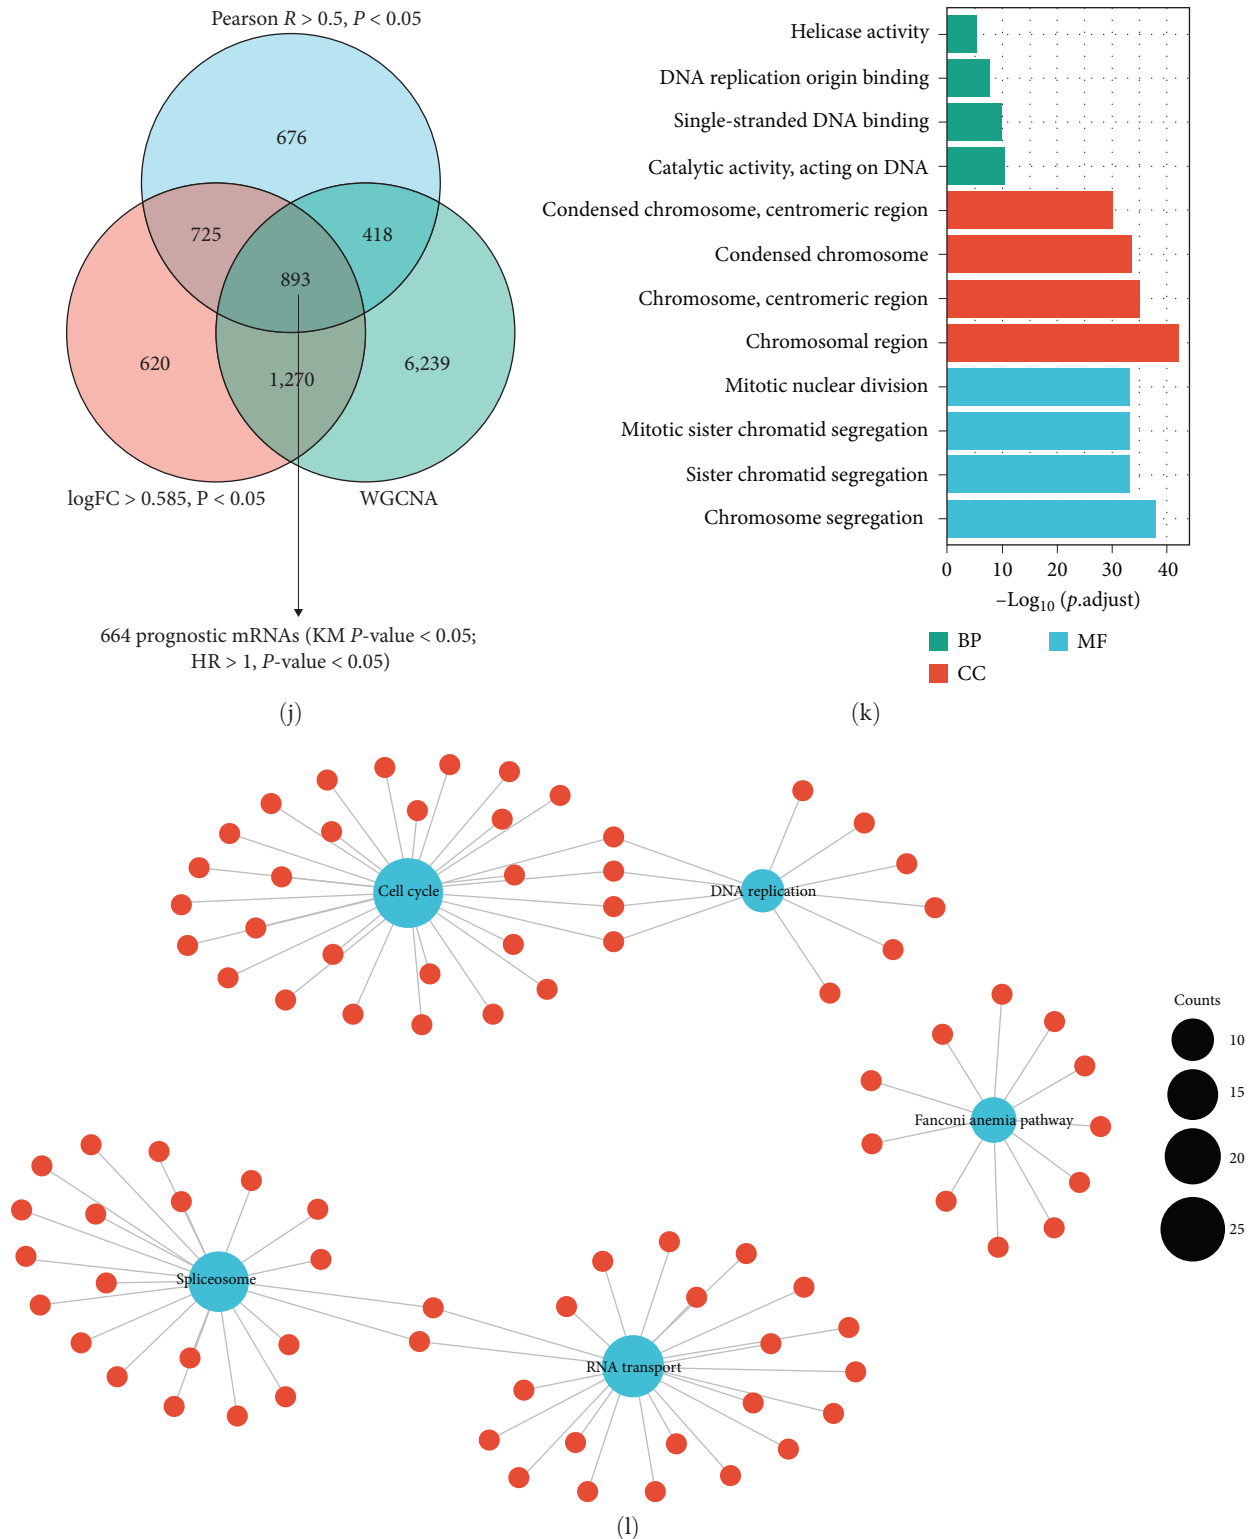 Pearson R > 0.5, P < 0.05
676
725
418
893
620
1,270
6,239
logFC > 0.585, P < 0.05
WGCNA
664 prognostic mRNAs (KM P-value < 0.05;
HR > 1, P-value < 0.05)
(j)
Helicase activity
DNA replication origin binding
Single-stranded DNA binding
Catalytic activity, acting on DNA
Condensed chromosome, centromeric region
Condensed chromosome
Chromosome, centromeric region
Chromosomal region
Mitotic nuclear division
Mitotic sister chromatid segregation
Sister chromatid segregation
Chromosome segregation
0 10 20 30 40
–Log10 (p.adjust)
BP MF
CC
(k)
Cell cycle
DNA replication
Fanconi anemia pathway
Counts
10
15
20
25
Spliceosome
RNA transport
(l)